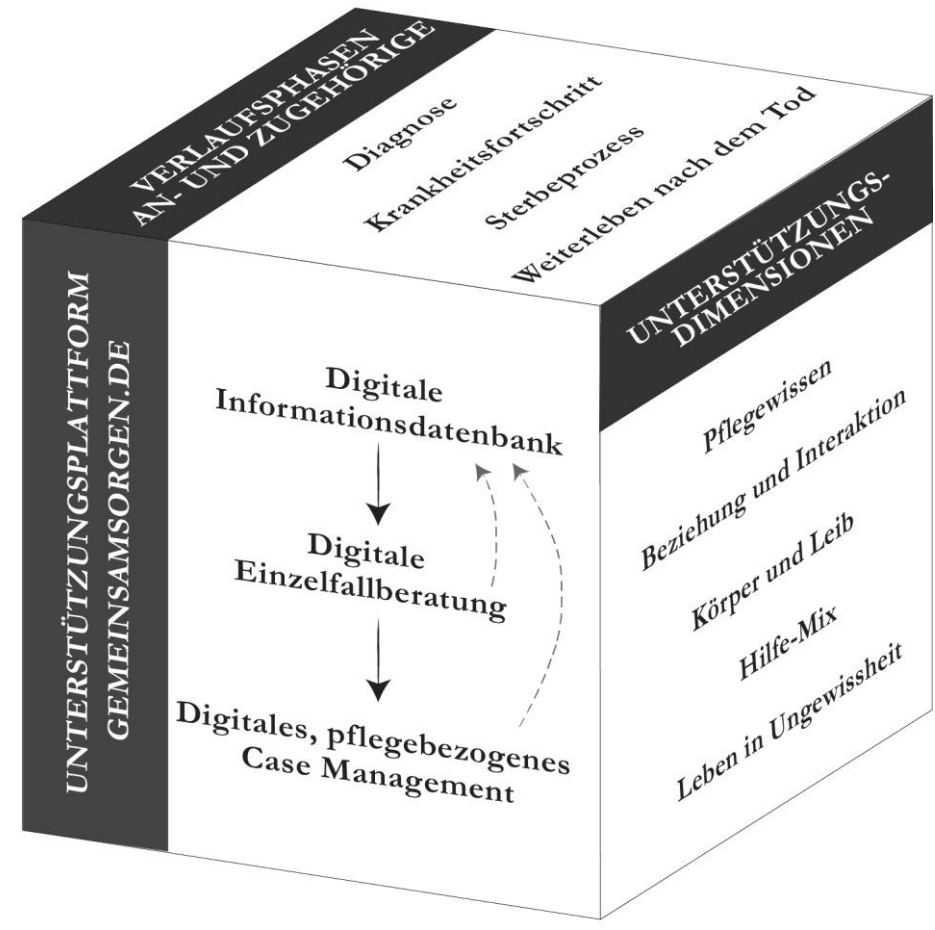 VERLAUFSPHASEN
AN- UND ZUGEHÖRIGE
Diagnose
Krankheitsfortschritt
Sterbeprozess
Weiterleben nach dem Tod
UNTERSTÜTZUNGSPLATTFORM
GEMEINSAMSORGEN.DE
Digitale
Informationsdatenbank
Digitale
Einzelfallberatung
Digitales, pflegebezogenes
Case Management
UNTERSTÜTZUNGS-
DIMENSIONEN
Pflegewissen
Beziehung und Interaktion
Körper und Leib
Hilfe-Mix
Leben in Ungewissheit